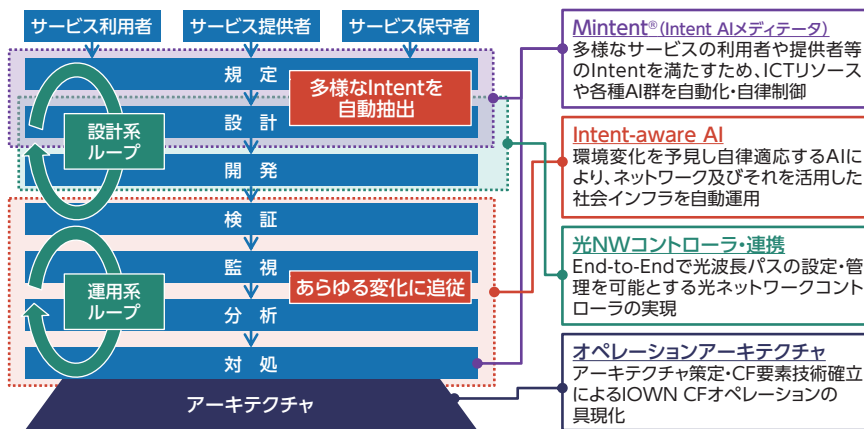 サービス利用者
サービス提供者
サービス保守者
規定
多様なIntentを
自動抽出
設計
設計系
ループ
開発
検証
監視
あらゆる変化に追従
運用系
ループ
分析
対処
アーキテクチャ
Mintent®(Intent AIメディテータ)
多様なサービスの利用者や提供者等
のIntentを満たすため、ICTリソース
や各種AI群を自動化・自律制御
Intent-aware AI
環境変化を予見し自律適応するAIに
より、ネットワーク及びそれを活用した
社会インフラを自動運用
光NWコントローラ・連携
End-to-Endで光波長パスの設定・管
理を可能とする光ネットワークコント
ローラの実現
オペレーションアーキテクチャ
アーキテクチャ策定・CF要素技術確立
によるIOWN CFオペレーションの
具現化